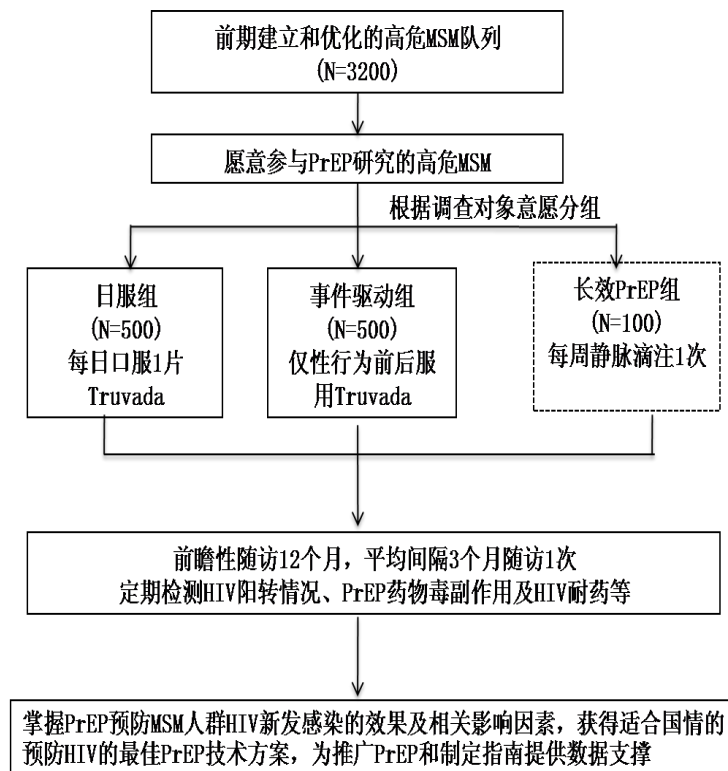 前期建立和优化的高危MSM队列
(N=3200)
愿意参与PrEP研究的高危MSM
根据调查对象意愿分组
日服组
(N=500)
每日口服1片
Truvada
事件驱动组
(N=500)
仅性行为前后服
用Truvada
长效PrEP组
(N=100)
每周静脉滴注1次
前瞻性随访12个月，平均间隔3个月随访1次
定期检测HIV阳转情况、PrEP药物毒副作用及HIV耐药等
掌握PrEP预防MSM人群HIV新发感染的效果及相关影响因素，获得适合国情的
预防HIV的最佳PrEP技术方案，为推广PrEP和制定指南提供数据支撑